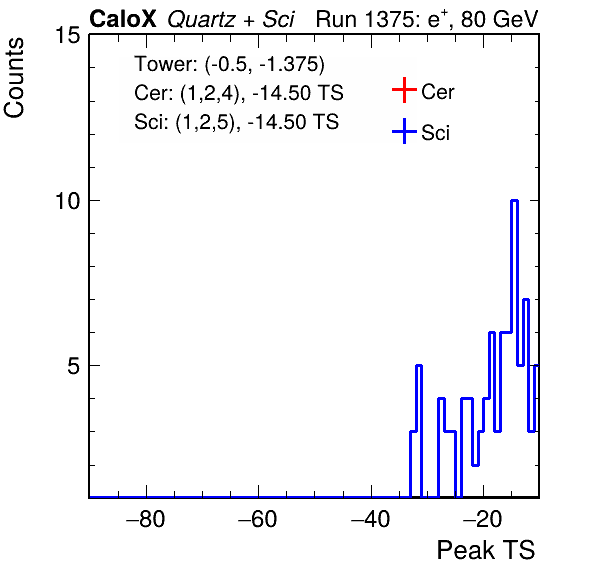 CaloX Quartz + Sci Run 1375: e⁺, 80 GeV
Counts
15
10
5
Tower: (-0.5, -1.375)
Cer: (1,2,4), -14.50 TS
Sci: (1,2,5), -14.50 TS
Cer
Sci
−80 −60 −40 −20
Peak TS